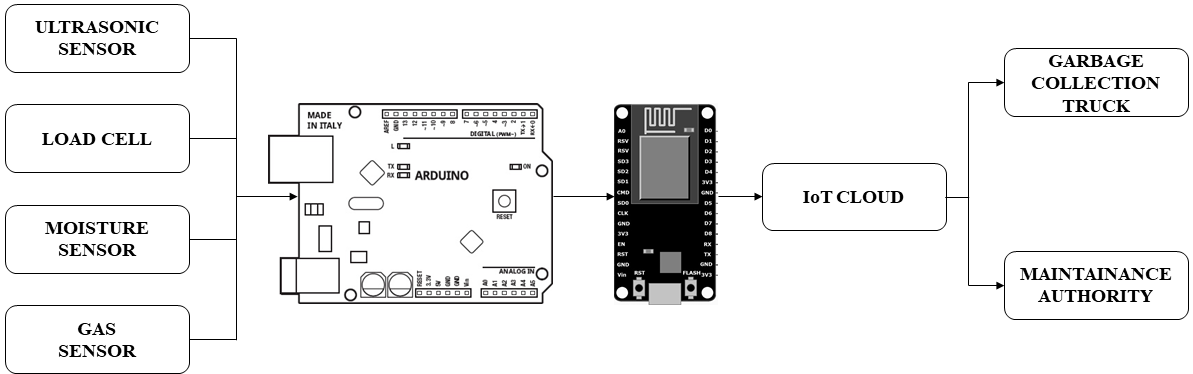 ULTRASONIC
SENSOR
LOAD CELL
MOISTURE
SENSOR
GAS
SENSOR
MADE
IN ITALY
AREF
GND
13
12
~11
~10
~9
8
7
~6
~5
4
~3
2
TX→1
RX←0
DIGITAL (PWM~)
L
TX
RX
ARDUINO
ON
RESET
ANALOG IN
RESET
3.3V
5V
GND
GND
Vin
A0
A1
A2
A3
A4
A5
A0
RSV
RSV
SD3
SD2
SD1
CMD
SD0
CLK
GND
3V3
EN
RST
GND
Vin
D0
D1
D2
D3
D4
3V3
GND
D5
D6
D7
D8
RX
TX
GND
3V3
RST
FLASH
IoT CLOUD
GARBAGE
COLLECTION
TRUCK
MAINTAINANCE
AUTHORITY